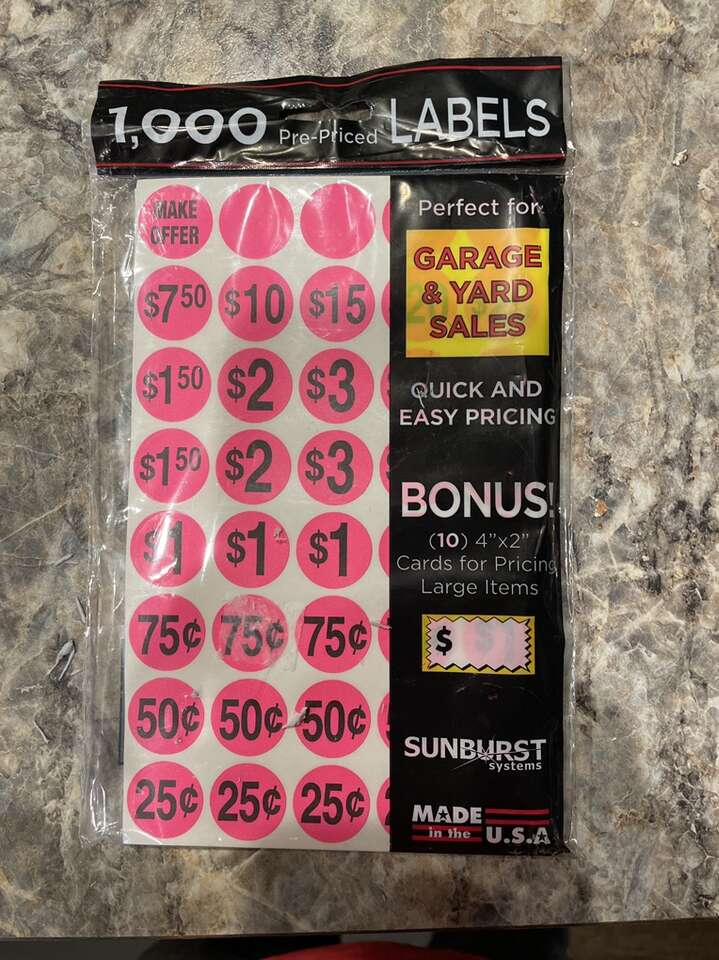 1,000 Pre-Priced LABELS
MAKE
OFFER
$7.50 $10 $15
$1.50 $2 $3
$1.50 $2 $3
$1 $1 $1
75¢ 75¢ 75¢
50¢ 50¢ 50¢
25¢ 25¢ 25¢
Perfect for
GARAGE
& YARD
SALES
QUICK AND
EASY PRICING
BONUS!
(10) 4”x2”
Cards for Pricing
Large Items
$
SUNBURST
systems
MADE
in the U.S.A